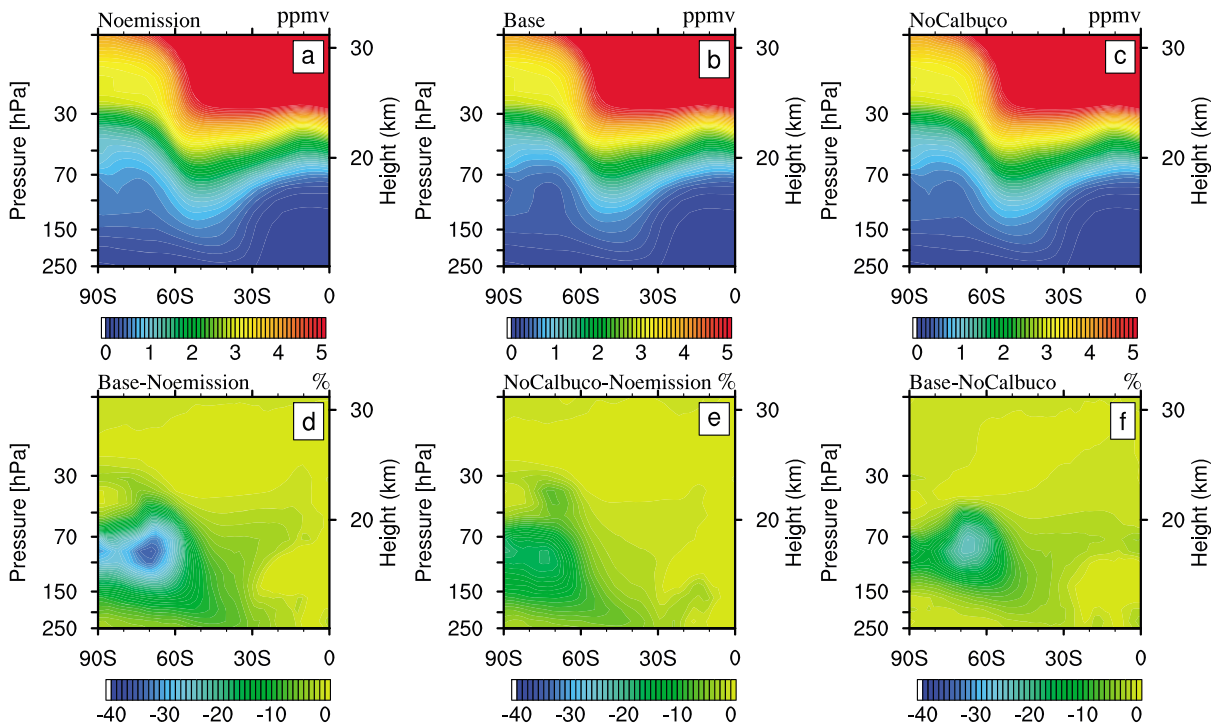 Noemission ppmv
a
Pressure [hPa]
30
70
150
250
30
20
Height (km)
90S 60S 30S 0
0 1 2 3 4 5
Base ppmv
b
Pressure [hPa]
30
70
150
250
30
20
Height (km)
90S 60S 30S 0
0 1 2 3 4 5
NoCalbuco ppmv
c
Pressure [hPa]
30
70
150
250
30
20
Height (km)
90S 60S 30S 0
0 1 2 3 4 5
Base-Noemission %
d
Pressure [hPa]
30
70
150
250
30
20
Height (km)
90S 60S 30S 0
-40 -30 -20 -10 0
NoCalbuco-Noemission %
e
Pressure [hPa]
30
70
150
250
30
20
Height (km)
90S 60S 30S 0
-40 -30 -20 -10 0
Base-NoCalbuco %
f
Pressure [hPa]
30
70
150
250
30
20
Height (km)
90S 60S 30S 0
-40 -30 -20 -10 0